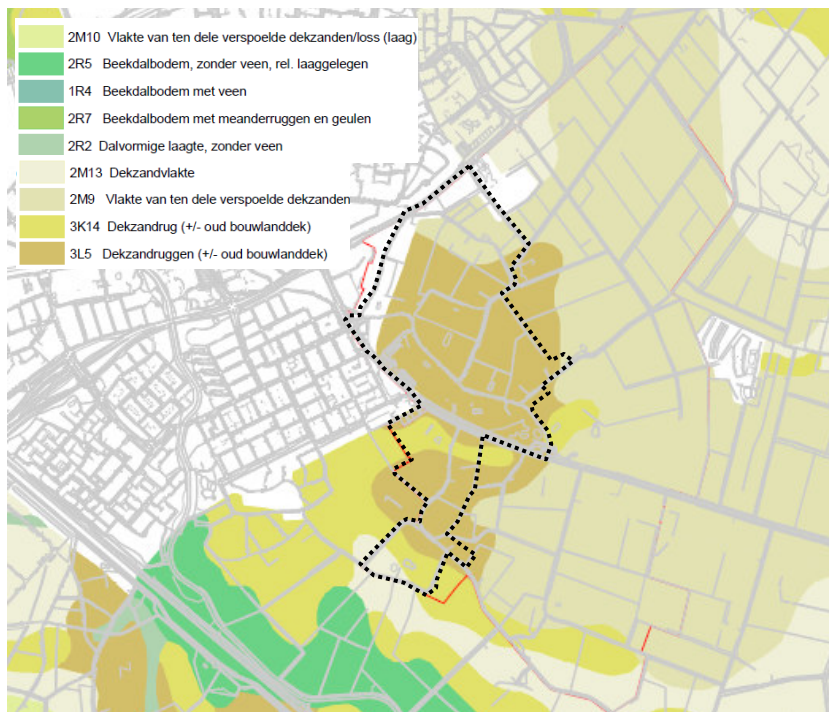 2M10 Vlakte van ten dele verspoelde dekzanden/loss (laag)
2R5 Beekdalbodem, zonder veen, rel. laaggelegen
1R4 Beekdalbodem met veen
2R7 Beekdalbodem met meanderruggen en geulen
2R2 Dalvormige laagte, zonder veen
2M13 Dekzandvlakte
2M9 Vlakte van ten dele verspoelde dekzanden
3K14 Dekzandrug (+/- oud bouwlanddek)
3L5 Dekzandruggen (+/- oud bouwlanddek)